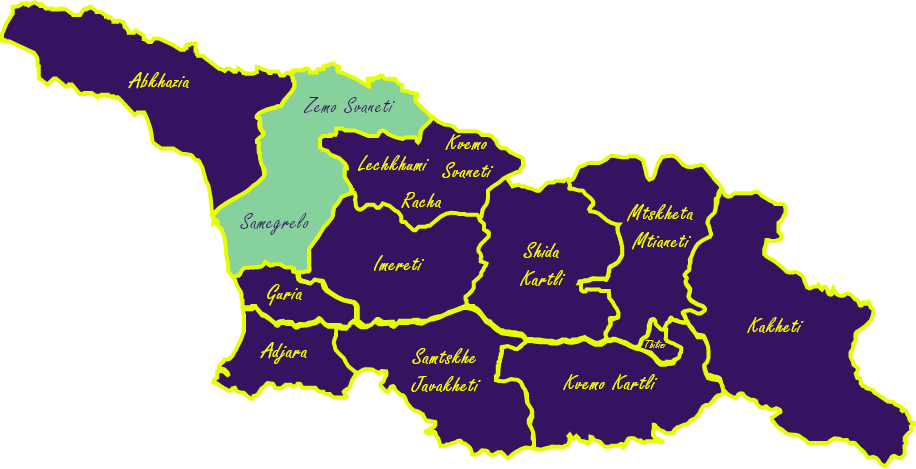 Abkhazia
Zemo Svaneti
Kvemo
Svaneti
Lechkhumi
Racha
Samegrelo
Mtskheta
Mtianeti
Shida
Kartli
Imereti
Guria
Kakheti
Tbilisi
Adjara
Samtskhe
Javakheti
Kvemo Kartli